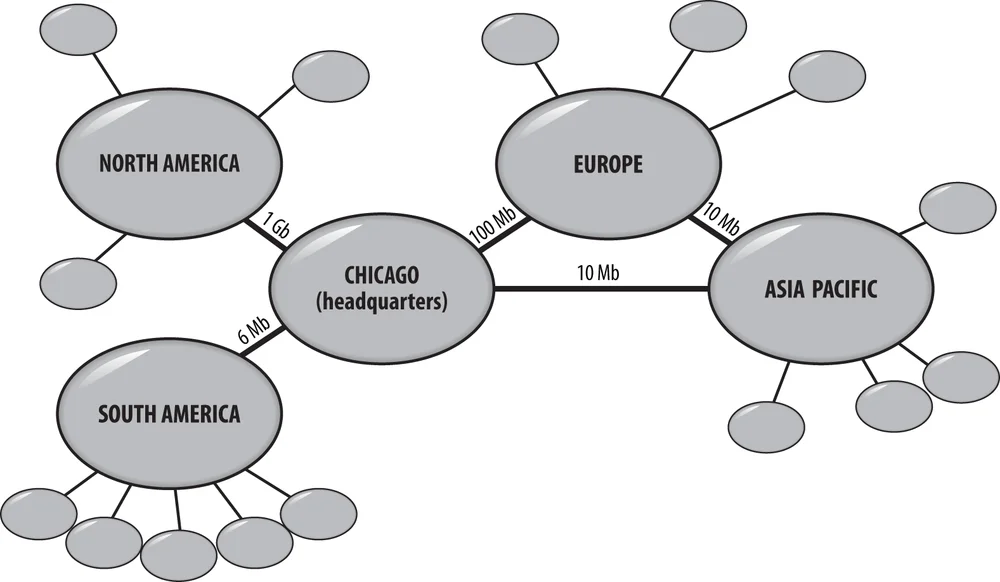 NORTH AMERICA
EUROPE
1 Gb
100 Mb
10 Mb
CHICAGO
(headquarters)
10 Mb
ASIA PACIFIC
6 Mb
SOUTH AMERICA